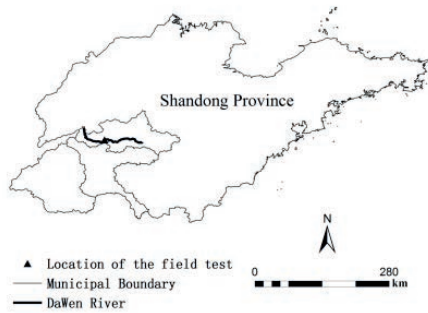 Shandong Province
N
Location of the field test
Municipal Boundary
DaWen River
0 280
km